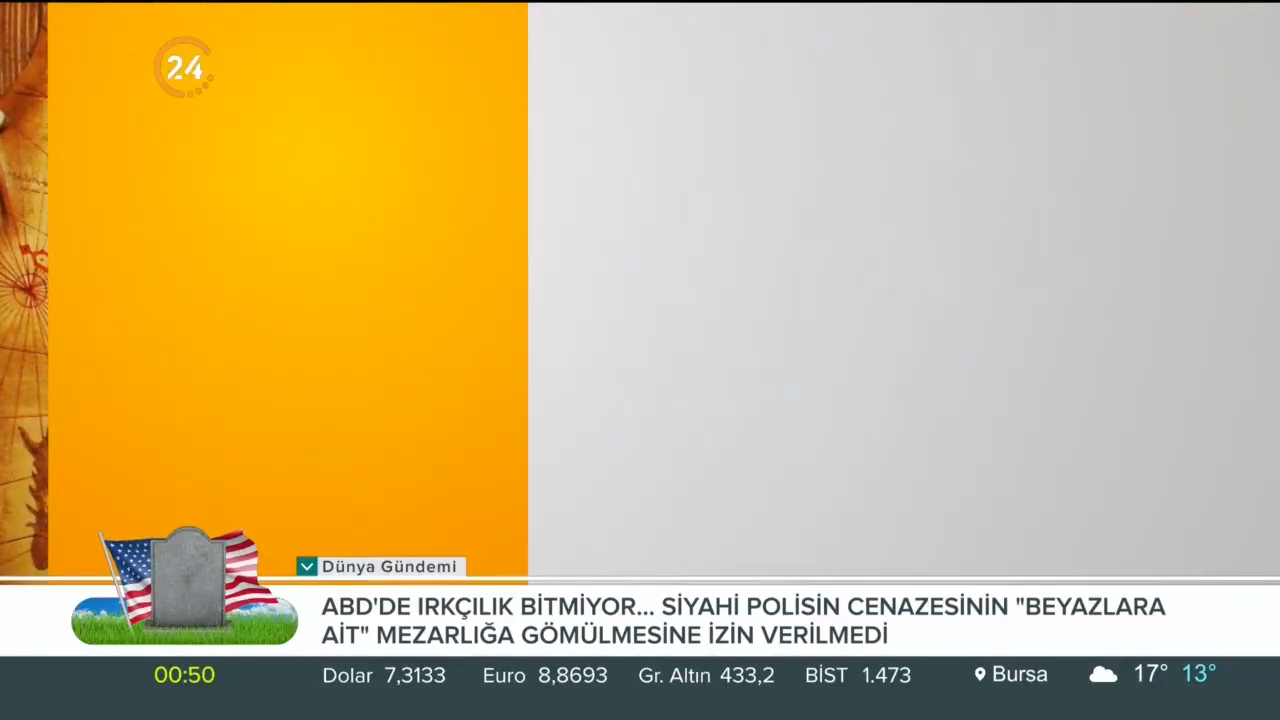 24
Dünya Gündemi
ABD'DE IRKÇILIK BİTMİYOR... SİYAHİ POLİSİN CENAZESİNİN "BEYAZLARA
AİT" MEZARLIĞA GÖMÜLMESİNE İZİN VERİLMEDİ
00:50 Dolar 7,3133 Euro 8,8693 Gr. Altın 433,2 BİST 1.473 Bursa 17° 13°